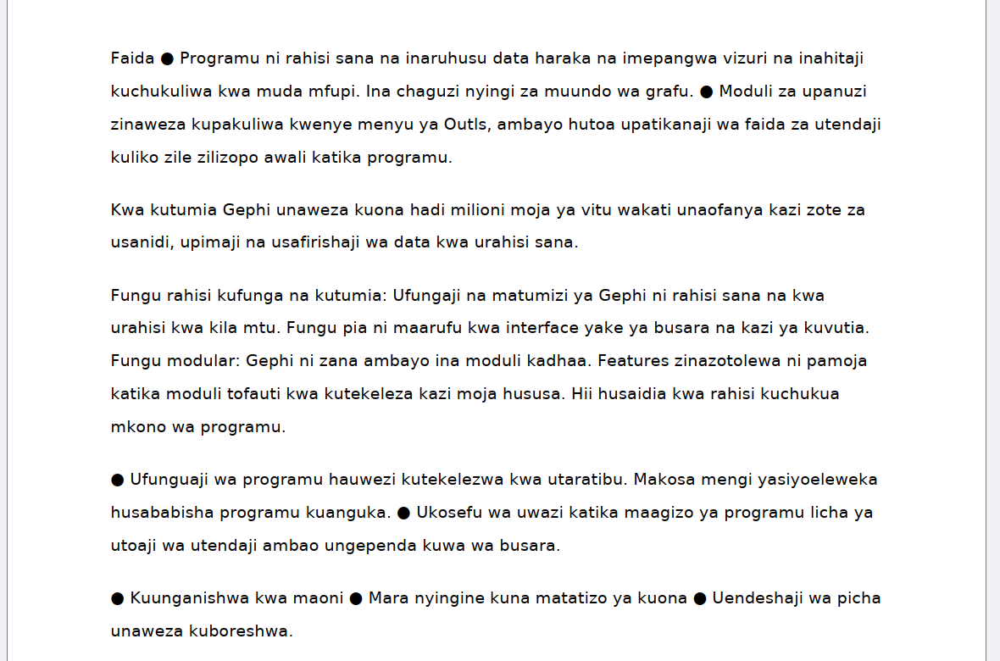 Faida ● Programu ni rahisi sana na inaruhusu data haraka na imepangwa vizuri na inahitaji
kuchukuliwa kwa muda mfupi. Ina chaguzi nyingi za muundo wa grafu. ● Moduli za upanuzi
zinaweza kupakuliwa kwenye menyu ya Outls, ambayo hutoa upatikanaji wa faida za utendaji
kuliko zile zilizopo awali katika programu.
Kwa kutumia Gephi unaweza kuona hadi milioni moja ya vitu wakati unaofanya kazi zote za
usanidi, upimaji na usafirishaji wa data kwa urahisi sana.
Fungu rahisi kufunga na kutumia: Ufungaji na matumizi ya Gephi ni rahisi sana na kwa
urahisi kwa kila mtu. Fungu pia ni maarufu kwa interface yake ya busara na kazi ya kuvutia.
Fungu modular: Gephi ni zana ambayo ina moduli kadhaa. Features zinazotolewa ni pamoja
katika moduli tofauti kwa kutekeleza kazi moja hususa. Hii husaidia kwa rahisi kuchukua
mkono wa programu.
● Ufunguaji wa programu hauwezi kutekelezwa kwa utaratibu. Makosa mengi yasiyoeleweka
husababisha programu kuanguka. ● Ukosefu wa uwazi katika maagizo ya programu licha ya
utoaji wa utendaji ambao ungependa kuwa wa busara.
● Kuunganishwa kwa maoni ● Mara nyingine kuna matatizo ya kuona ● Uendeshaji wa picha
unaweza kuboreshwa.